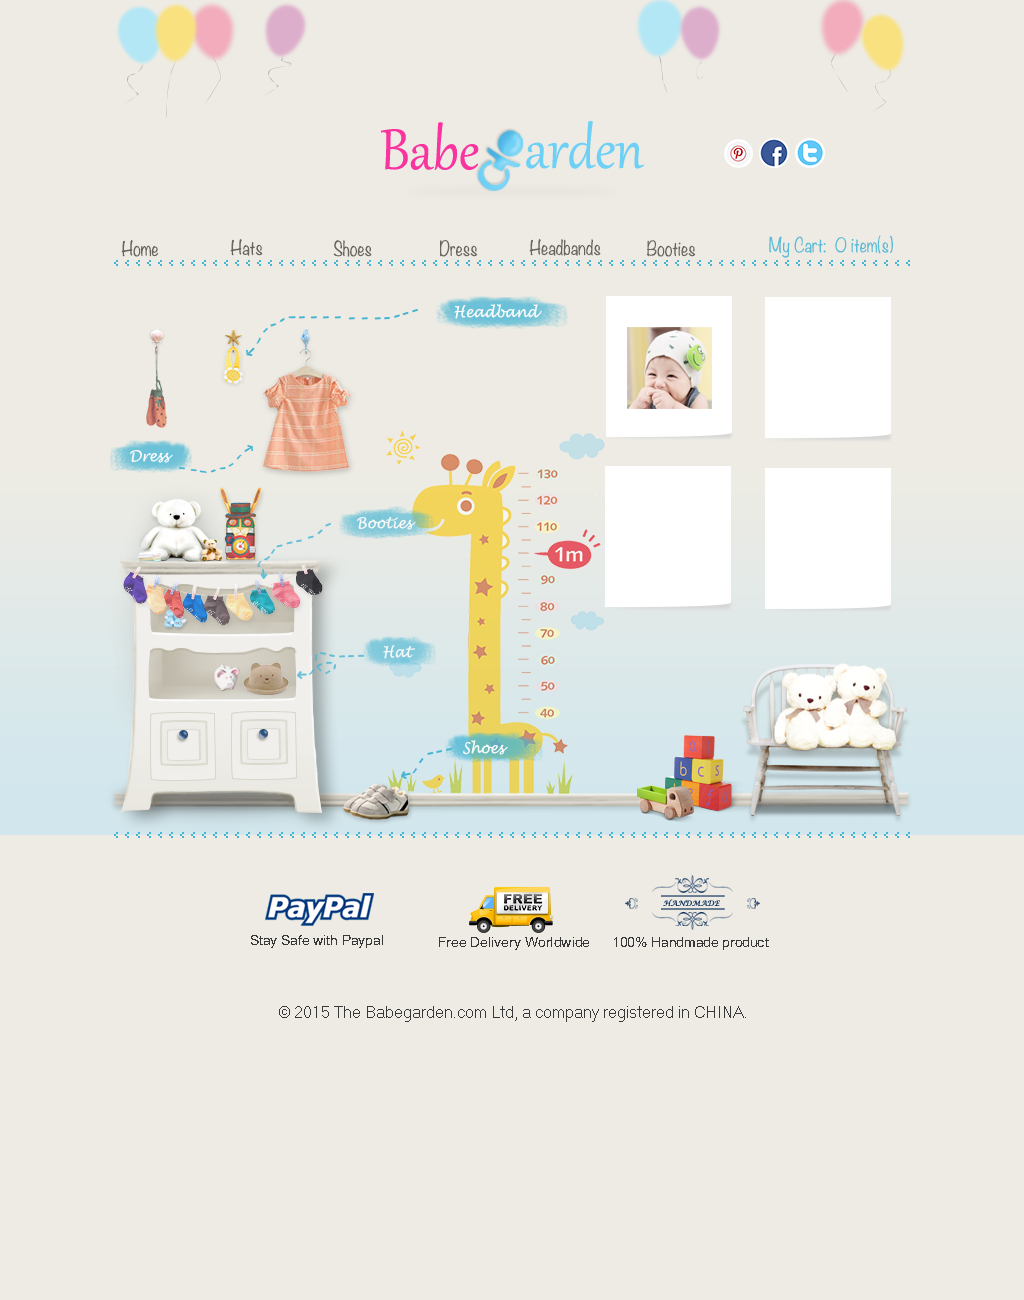 Babe garden
Home Hats Shoes Dress Headbands Booties My Cart: 0 item(s)
Headband
Dress
Booties
Hat
Shoes
130
120
110
1m
90
80
70
60
50
40
a
b c s
PayPal
Stay Safe with Paypal
FREE
DELIVERY
Free Delivery Worldwide
HANDMADE
100% Handmade product
© 2015 The Babegarden.com Ltd, a company registered in CHINA.